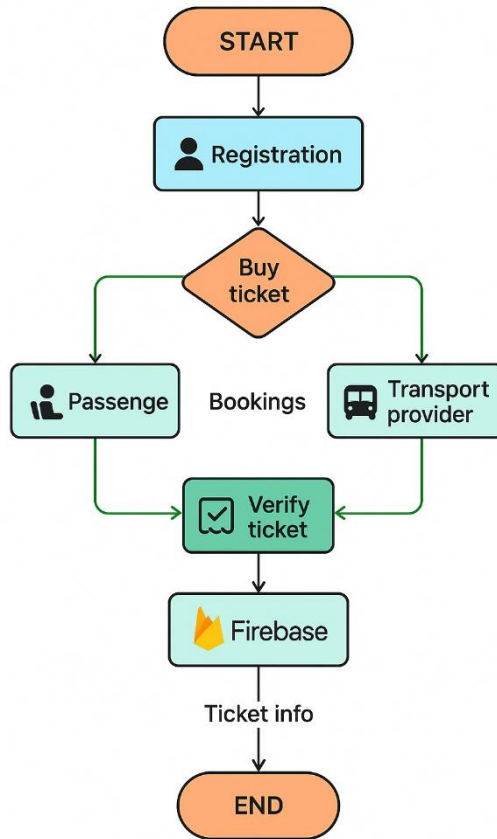 START
Registration
Buy
ticket
Passenge
Bookings
Transport
provider
Verify
ticket
Firebase
Ticket info
END